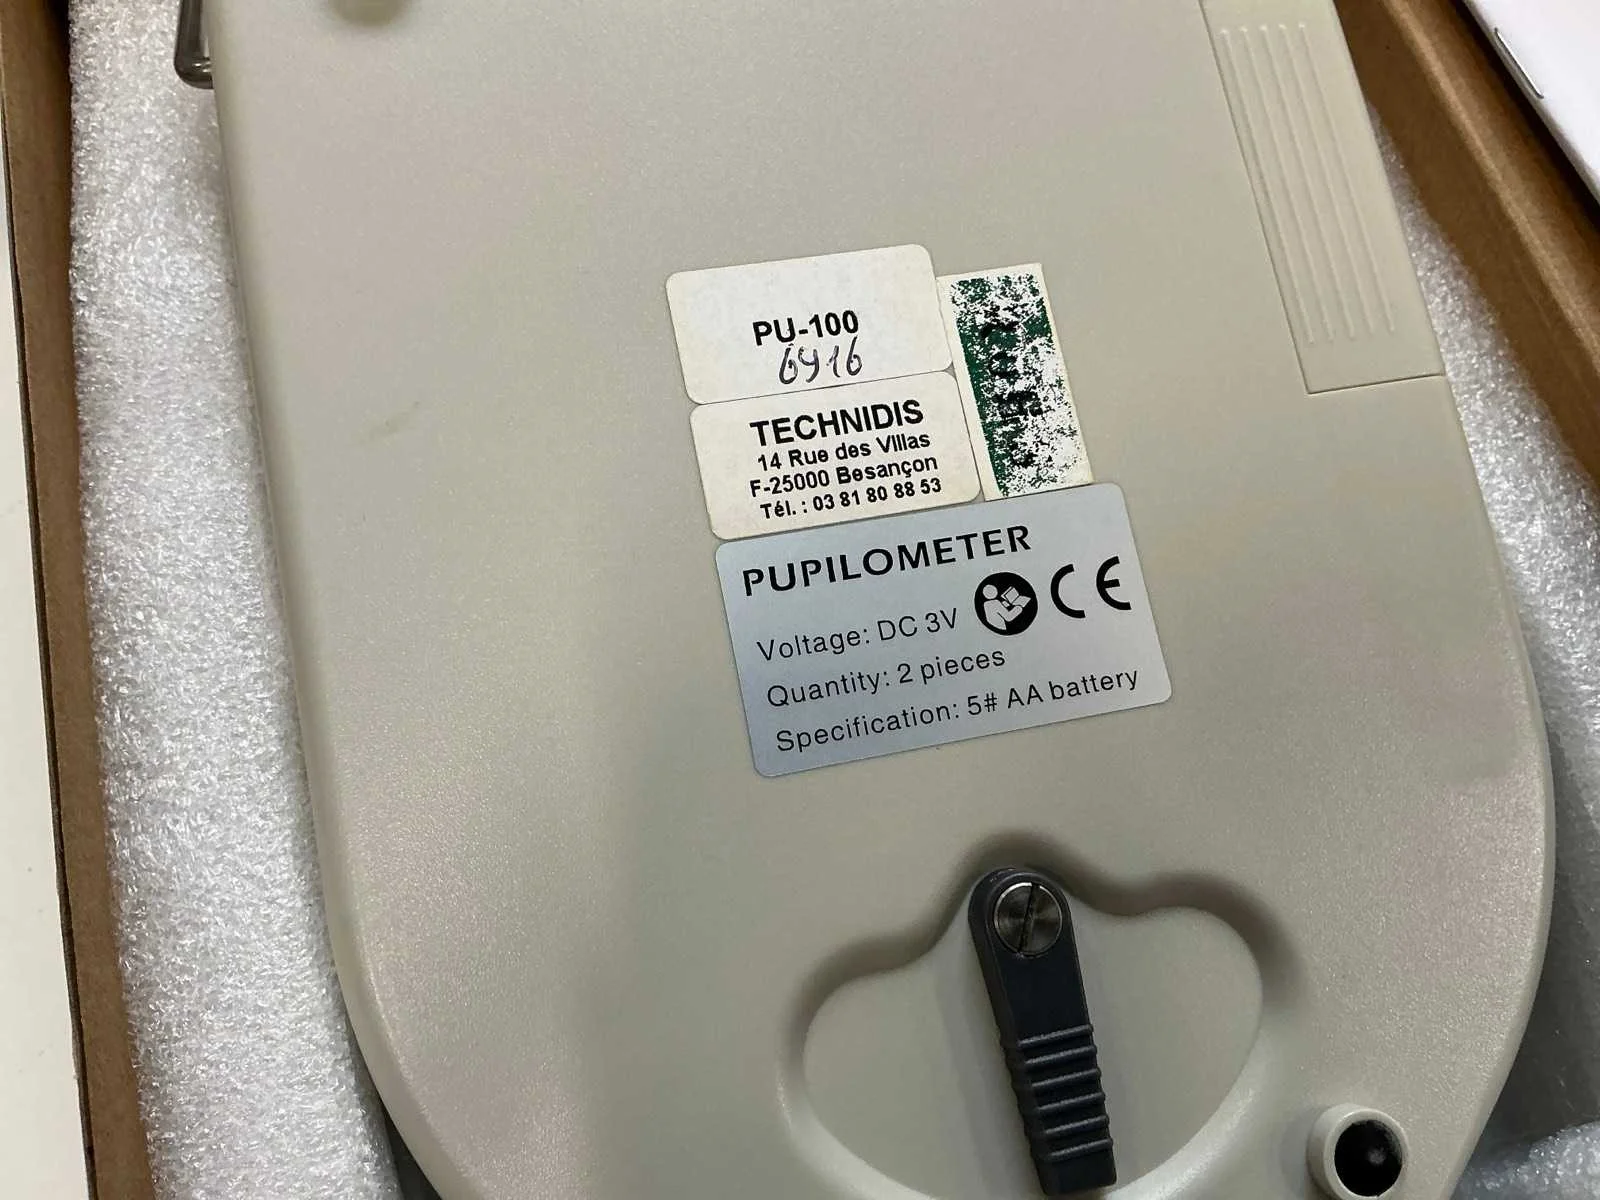 PU-100
6916
TECHNIDIS
14 Rue des Villas
F-25000 Besançon
Tél. : 03 81 80 88 53
PUPILOMETER
CE
Voltage: DC 3V
Quantity: 2 pieces
Specification: 5# AA battery